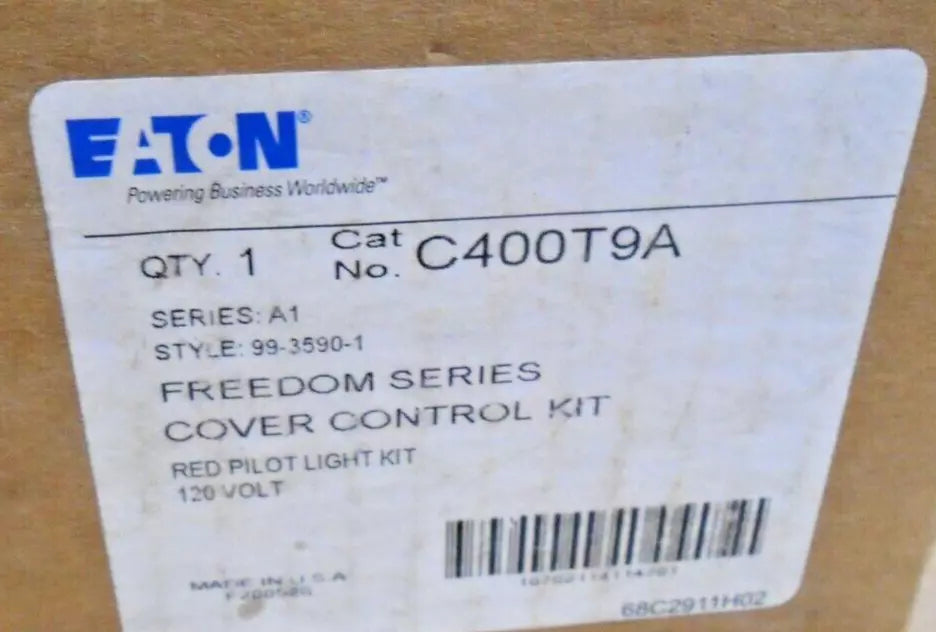 EATON®
Powering Business Worldwide™
QTY. 1 Cat No. C400T9A
SERIES: A1
STYLE: 99-3590-1
FREEDOM SERIES
COVER CONTROL KIT
RED PILOT LIGHT KIT
120 VOLT
MADE IN U.S.A
68C2911H02